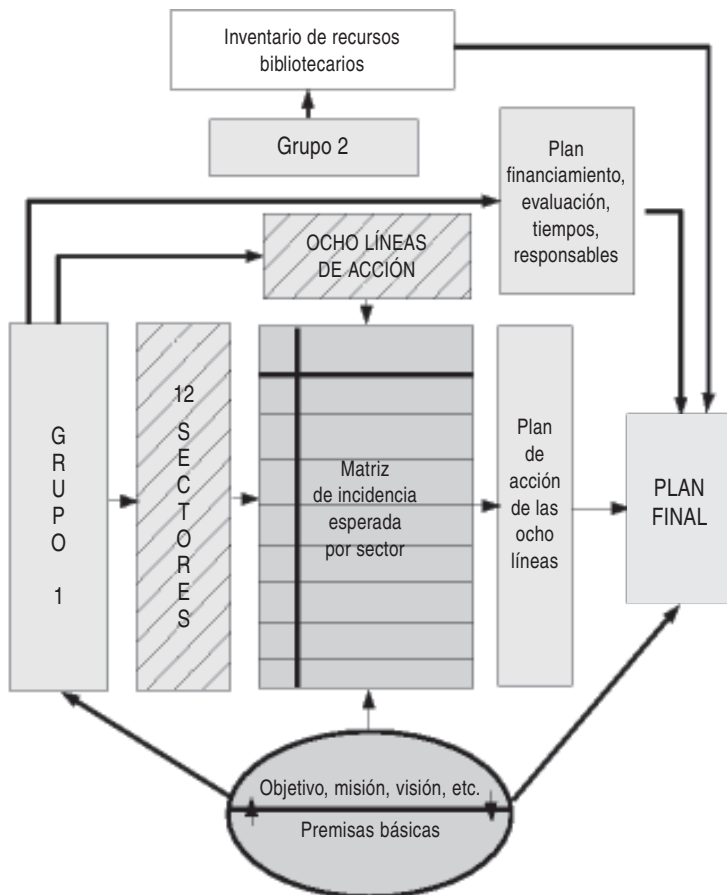 Inventario de recursos
bibliotecarios
Grupo 2
Plan
financiamiento,
evaluación,
tiempos,
responsables
OCHO LÍNEAS
DE ACCIÓN
GRUPO 1
12
SECTORES
Matriz
de incidencia
esperada
por sector
Plan
de
acción
de las
ocho
líneas
PLAN
FINAL
Objetivo, misión, visión, etc.
Premisas básicas